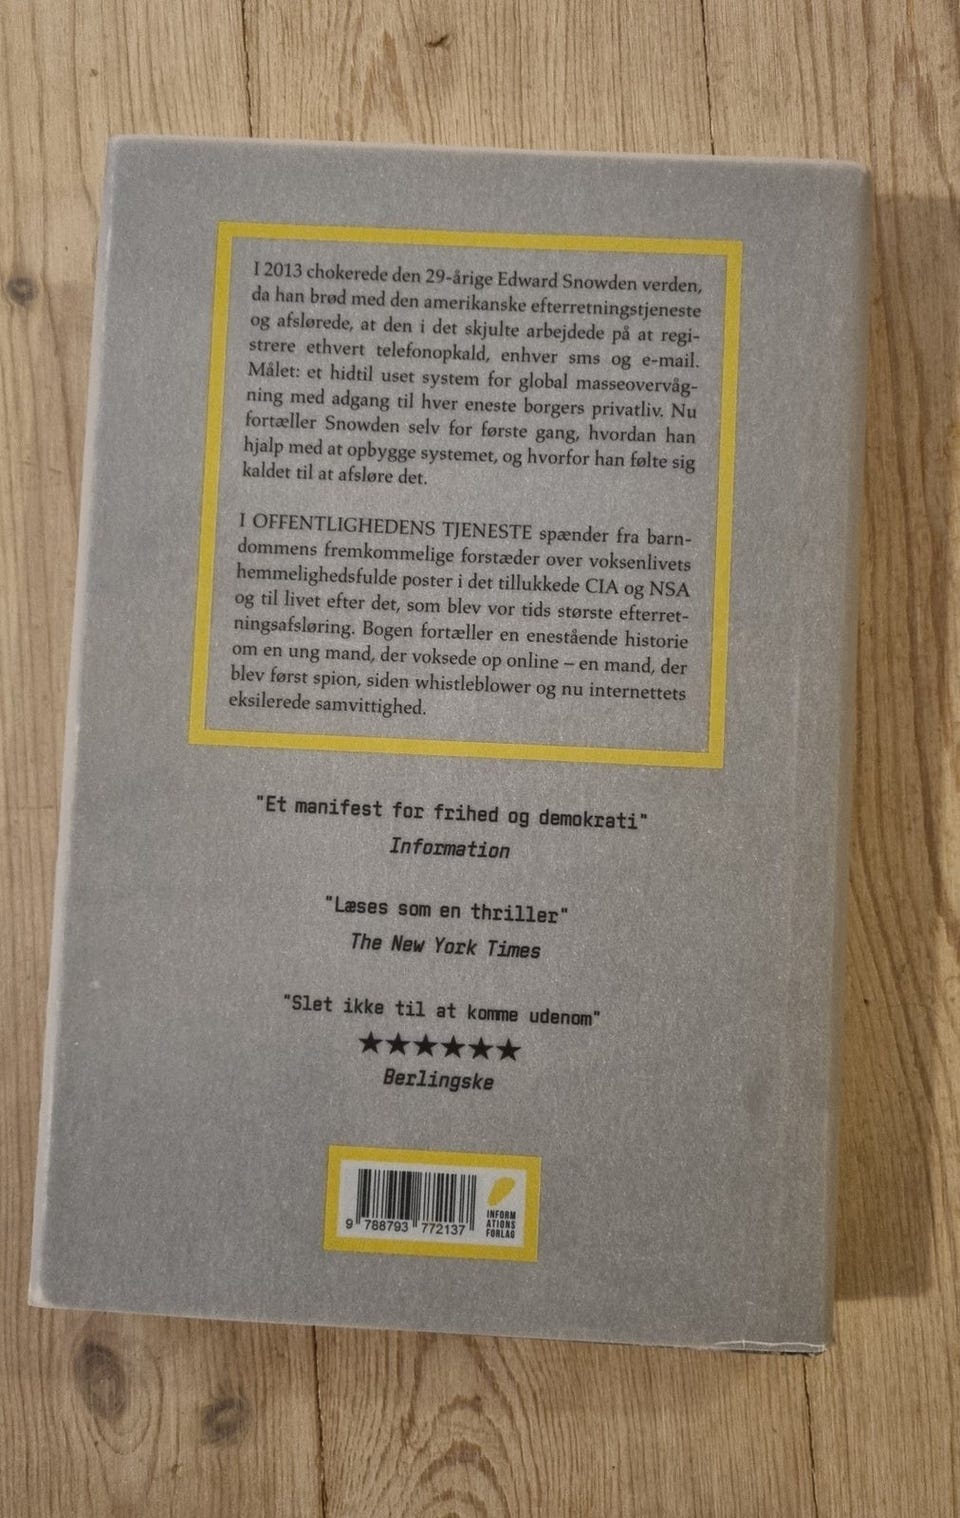 I 2013 chokerede den 29-årige Edward Snowden verden,
da han brød med den amerikanske efterretningstjeneste
og afslørede, at den i det skjulte arbejdede på at regi-
strere ethvert telefonopkald, enhver sms og e-mail.
Målet: et hidtil uset system for global masseovervåg-
ning med adgang til hver eneste borgers privatliv. Nu
fortæller Snowden selv for første gang, hvordan han
hjalp med at opbygge systemet, og hvorfor han følte sig
kaldet til at afsløre det.
I OFFENTLIGHEDENS TJENESTE spænder fra barn-
dommens fremkommelige forstæder over voksenlivets
hemmelighedsfulde poster i det tillukkede CIA og NSA
og til livet efter det, som blev vor tids største efterret-
ningsafsløring. Bogen fortæller en enestående historie
om en ung mand, der voksede op online – en mand, der
blev først spion, siden whistleblower og nu internettets
eksilerede samvittighed.
"Et manifest for frihed og demokrati"
Information
"Læses som en thriller"
The New York Times
"Slet ikke til at komme udenom"
★★★★★★
Berlingske
9 788793 772137
INFORM
ATIONS
FORLAG